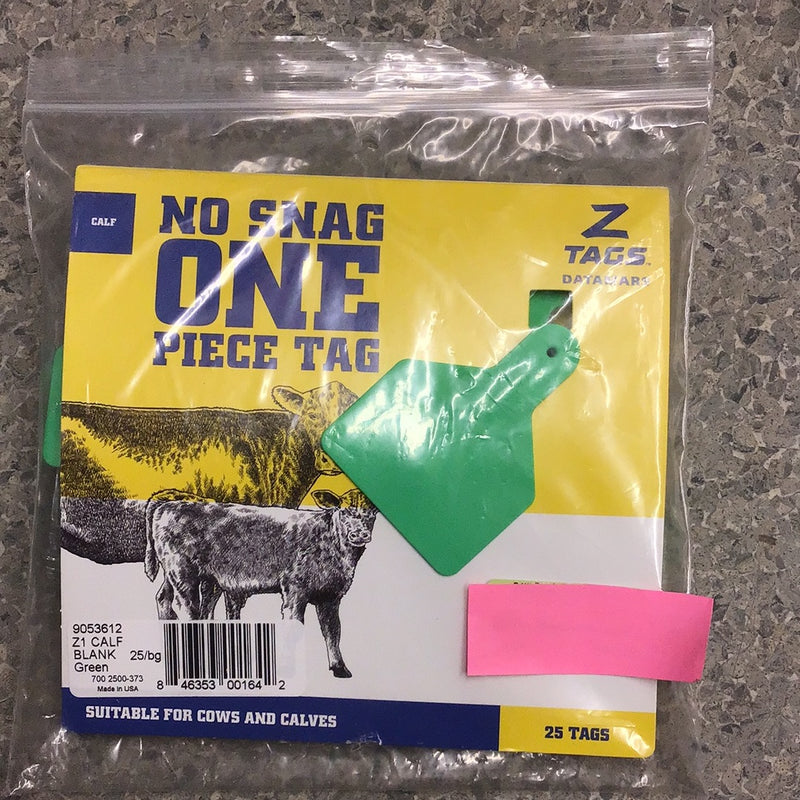 CALF
NO SNAG
ONE
PIECE TAG
Z
TAGS
DATAMARS
9053612
Z1 CALF
BLANK 25/bg
Green
700 2500-373
Made in USA
8 46353 00164 2
SUITABLE FOR COWS AND CALVES
25 TAGS